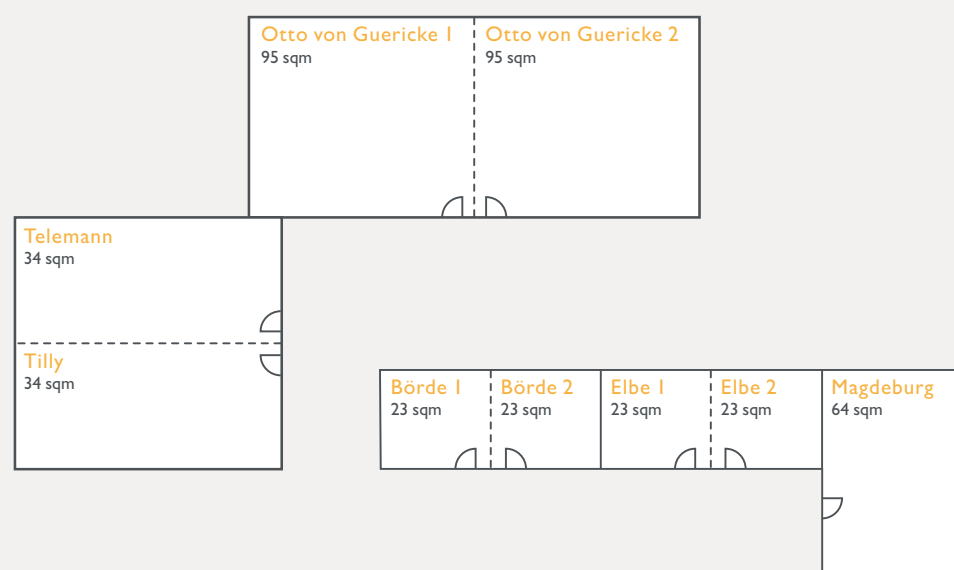 Otto von Guericke 1
95 sqm
Otto von Guericke 2
95 sqm
Telemann
34 sqm
Tilly
34 sqm
Börde 1
23 sqm
Börde 2
23 sqm
Elbe 1
23 sqm
Elbe 2
23 sqm
Magdeburg
64 sqm